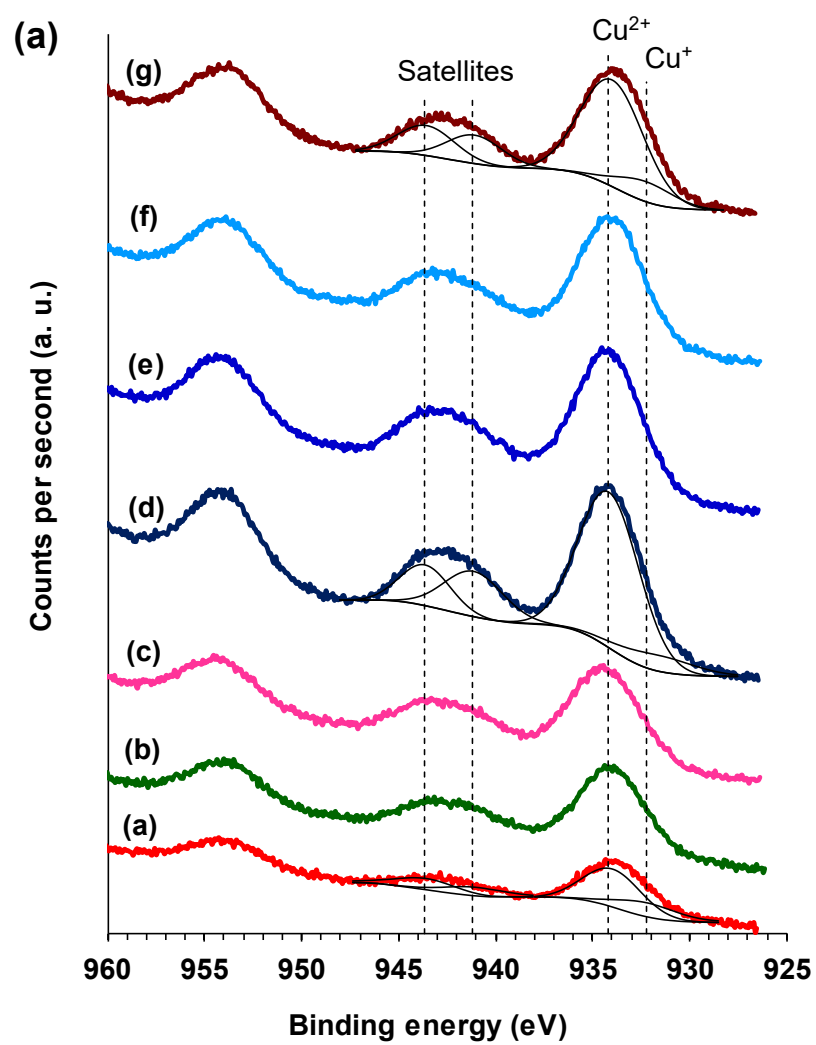 (a)
Cu²⁺
Cu⁺
Satellites
(g)
(f)
(e)
(d)
(c)
(b)
(a)
Counts per second (a. u.)
960 955 950 945 940 935 930 925
Binding energy (eV)